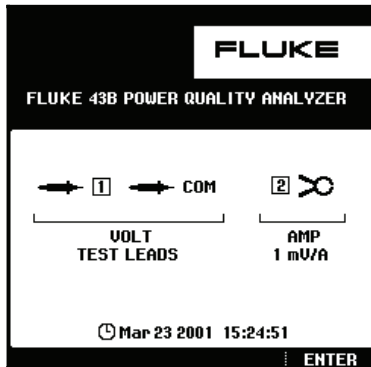 FLUKE
FLUKE 43B POWER QUALITY ANALYZER
1 COM 2
VOLT AMP
TEST LEADS 1 mV/A
Mar 23 2001 15:24:51
ENTER